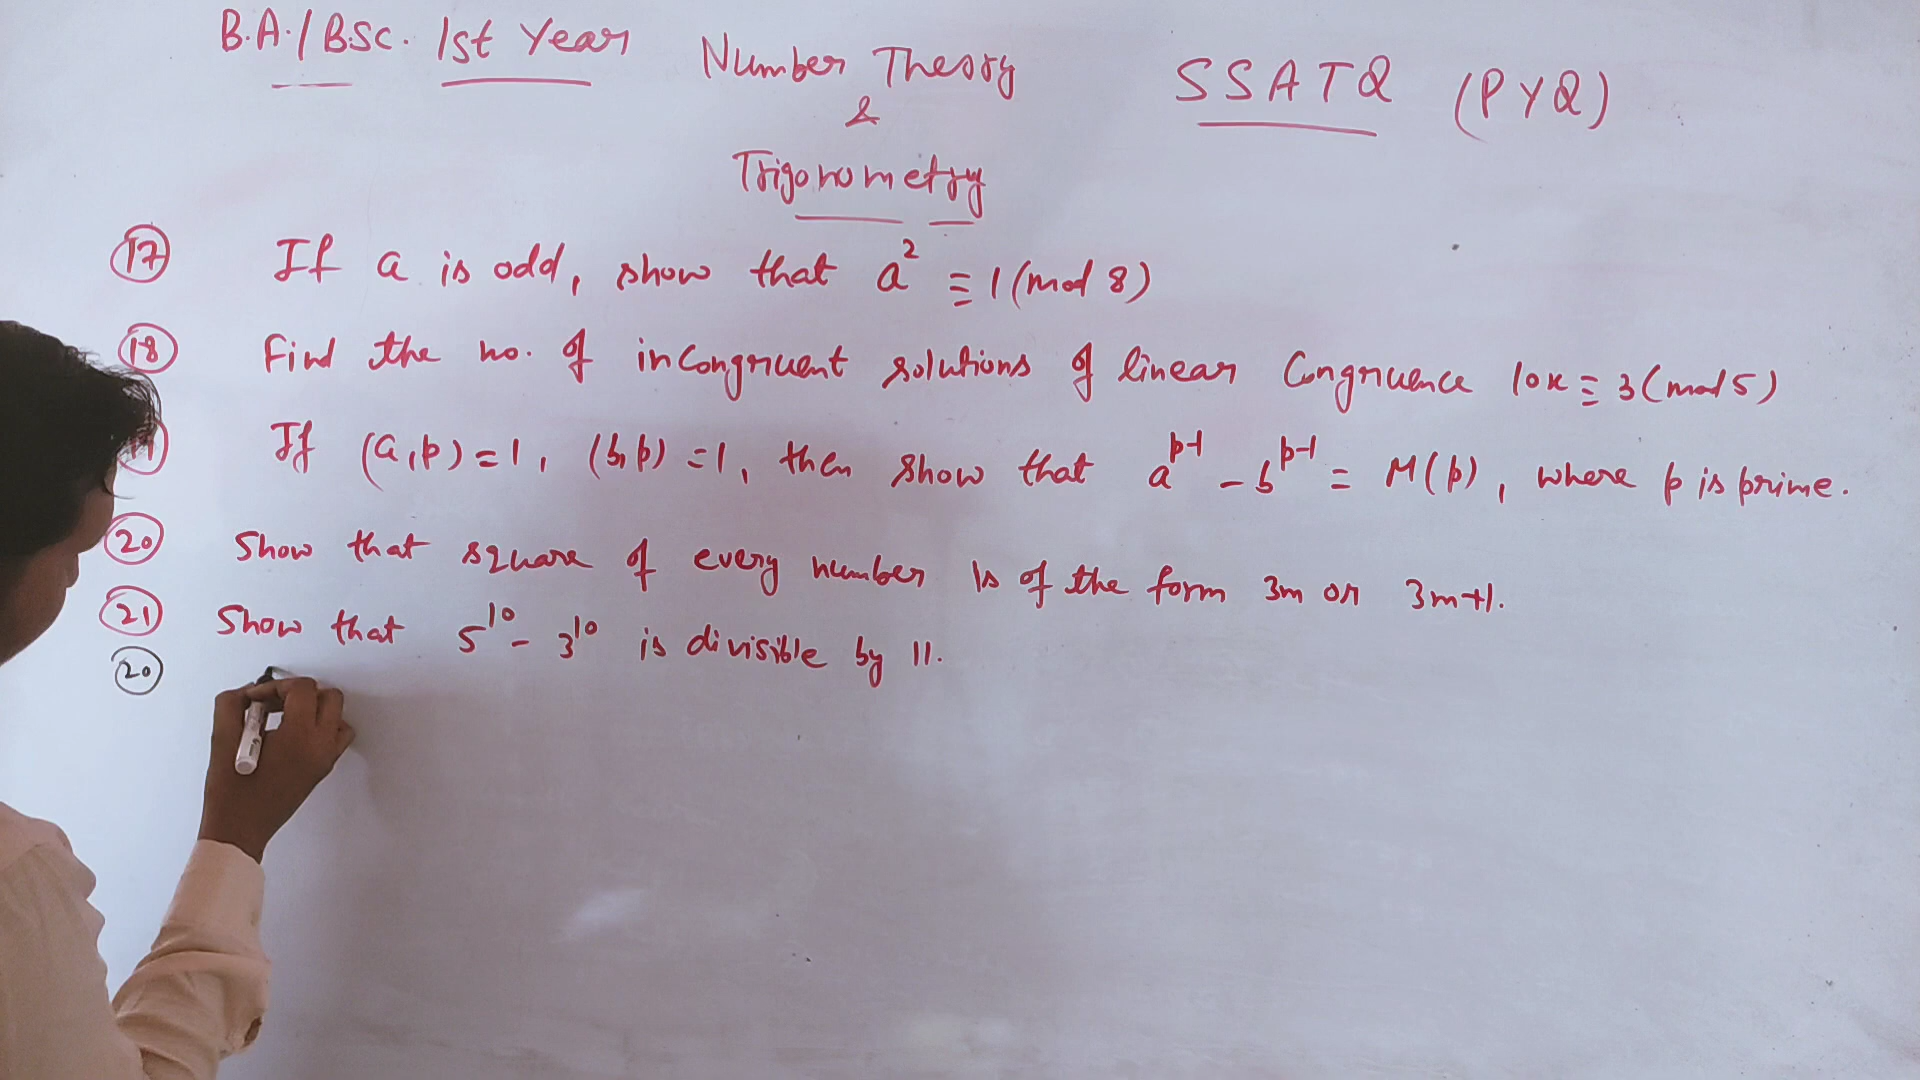 B.A./B.Sc. 1st Year
Number Theory
&
Trigonometry
SSATQ (PYQ)
17 If a is odd, show that a² ≡ 1 (mod 8)
18 Find the no. of incongruent solutions of linear Congruence 10x ≡ 3 (mod 5)
If (a,p)=1, (b,p)=1, then show that a^p-1 - b^p-1 = M(p), where p is prime.
20 Show that square of every number is of the form 3m or 3m+1.
21 Show that 5¹⁰ - 3¹⁰ is divisible by 11.
20